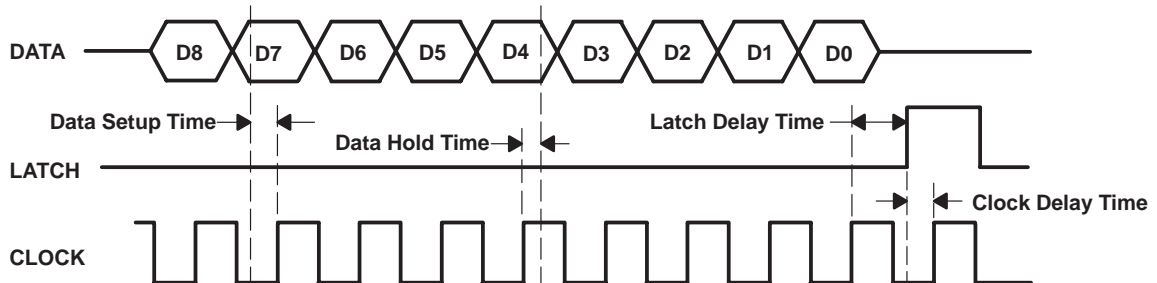 DATA
D8 D7 D6 D5 D4 D3 D2 D1 D0
Data Setup Time
Latch Delay Time
Data Hold Time
LATCH
Clock Delay Time
CLOCK